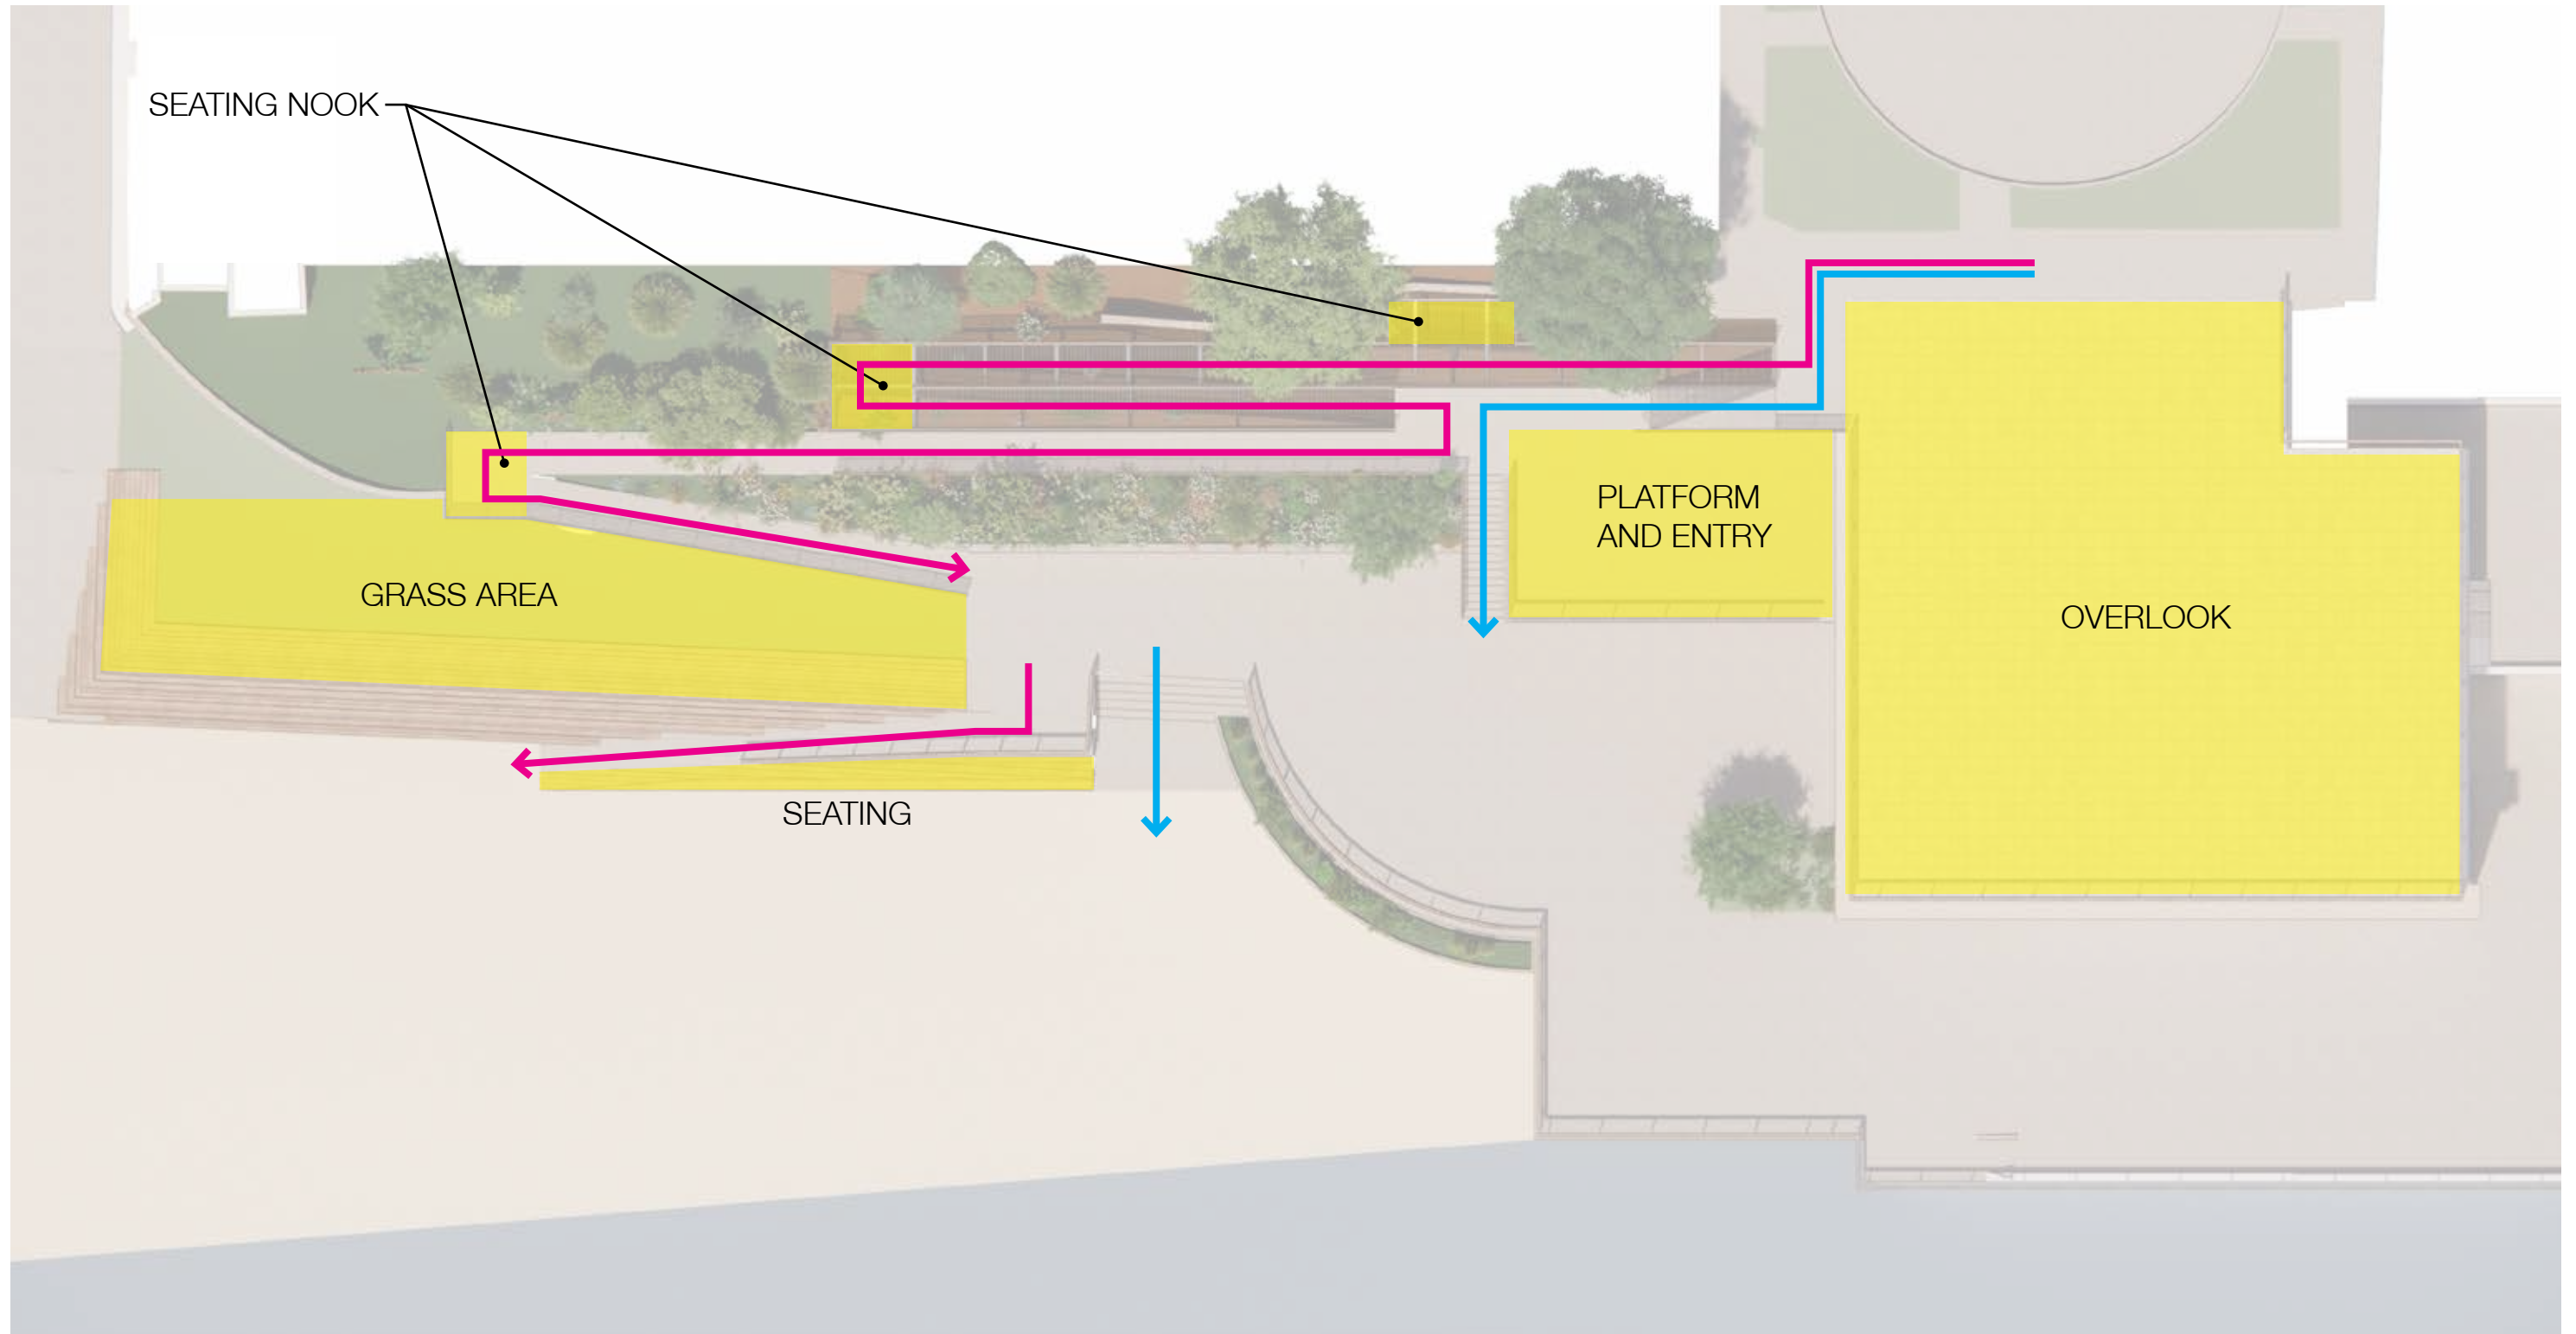 SEATING NOOK
PLATFORM
AND ENTRY
GRASS AREA
OVERLOOK
SEATING